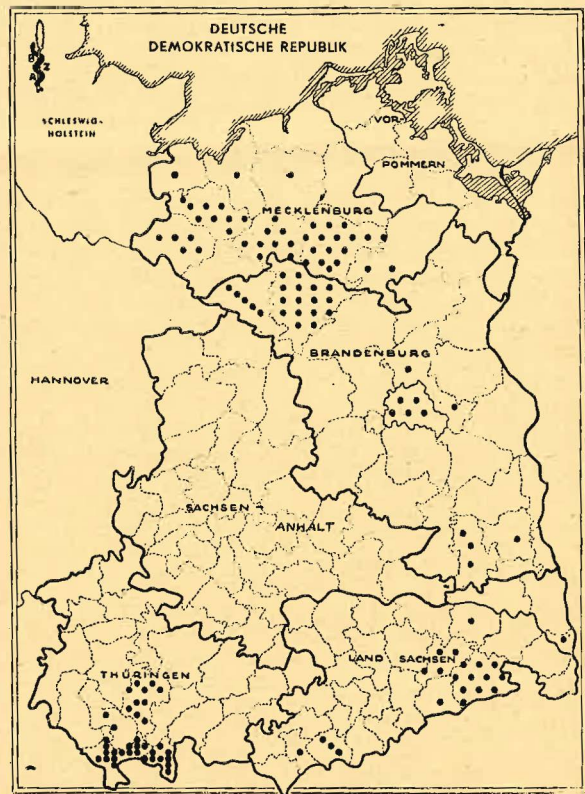 DEUTSCHE
DEMOKRATISCHE REPUBLIK
SCHLESWIG-
HOLSTEIN
VOR-
POMMERN
MECKLENBURG
BRANDENBURG
HANNOVER
SACHSEN -
ANHALT
LAND SACHSEN
THÜRINGEN